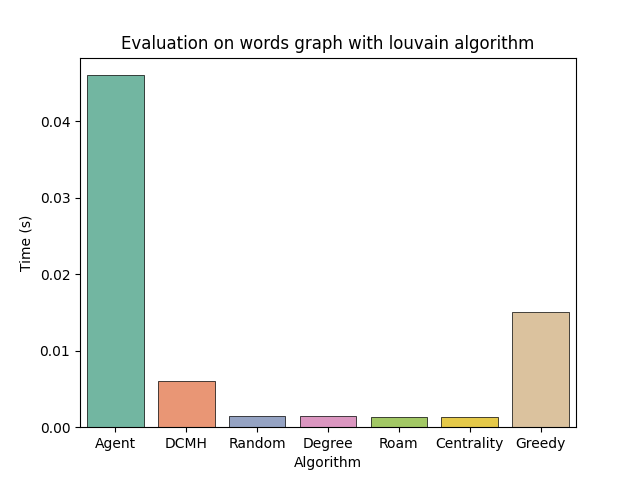 Evaluation on words graph with louvain algorithm
Time (s)
0.04
0.03
0.02
0.01
0.00
Agent DCMH Random Degree Roam Centrality Greedy
Algorithm